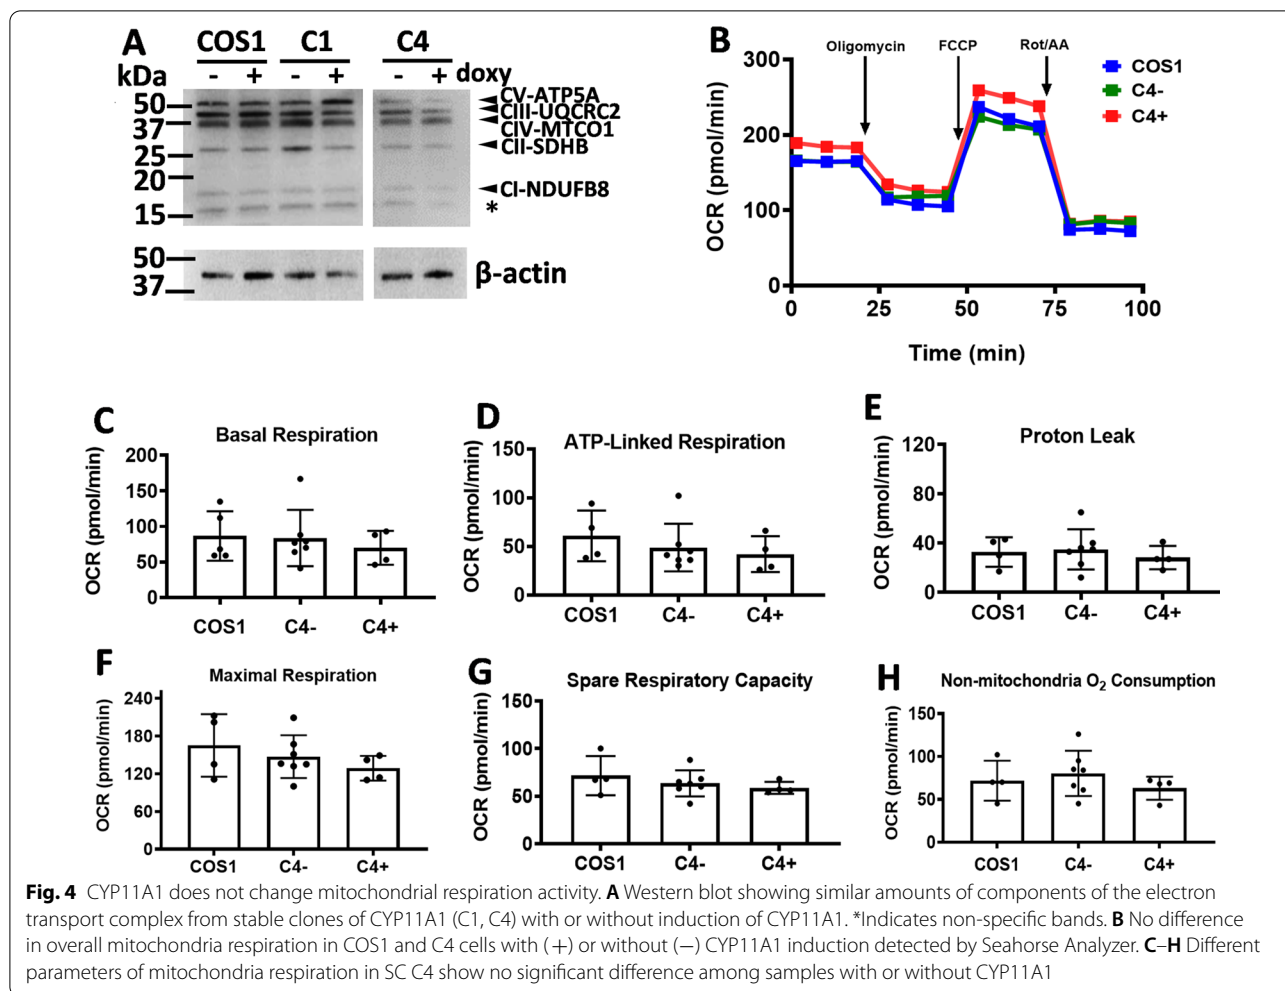 A
COS1 C1 C4
kDa - + - + - + doxy
50
37
25
20
15
CV-ATP5A
CIII-UQCRC2
CIV-MTCO1
CII-SDHB
CI-NDUFB8
*
50
37
β-actin
B
Oligomycin FCCP Rot/AA
COS1
C4-
C4+
OCR (pmol/min)
300
200
100
0
0 25 50 75 100
Time (min)
C
Basal Respiration
OCR (pmol/min)
200
150
100
50
0
COS1 C4- C4+
D
ATP-Linked Respiration
OCR (pmol/min)
150
100
50
0
COS1 C4- C4+
E
Proton Leak
OCR (pmol/min)
120
80
40
0
COS1 C4- C4+
F
Maximal Respiration
OCR (pmol/min)
240
180
120
60
0
COS1 C4- C4+
G
Spare Respiratory Capacity
OCR (pmol/min)
150
100
50
0
COS1 C4- C4+
H
Non-mitochondria O₂ Consumption
OCR (pmol/min)
150
100
50
0
COS1 C4- C4+
Fig. 4 CYP11A1 does not change mitochondrial respiration activity. A Western blot showing similar amounts of components of the electron
transport complex from stable clones of CYP11A1 (C1, C4) with or without induction of CYP11A1. *Indicates non-specific bands. B No difference
in overall mitochondria respiration in COS1 and C4 cells with (+) or without (−) CYP11A1 induction detected by Seahorse Analyzer. C–H Different
parameters of mitochondria respiration in SC C4 show no significant difference among samples with or without CYP11A1